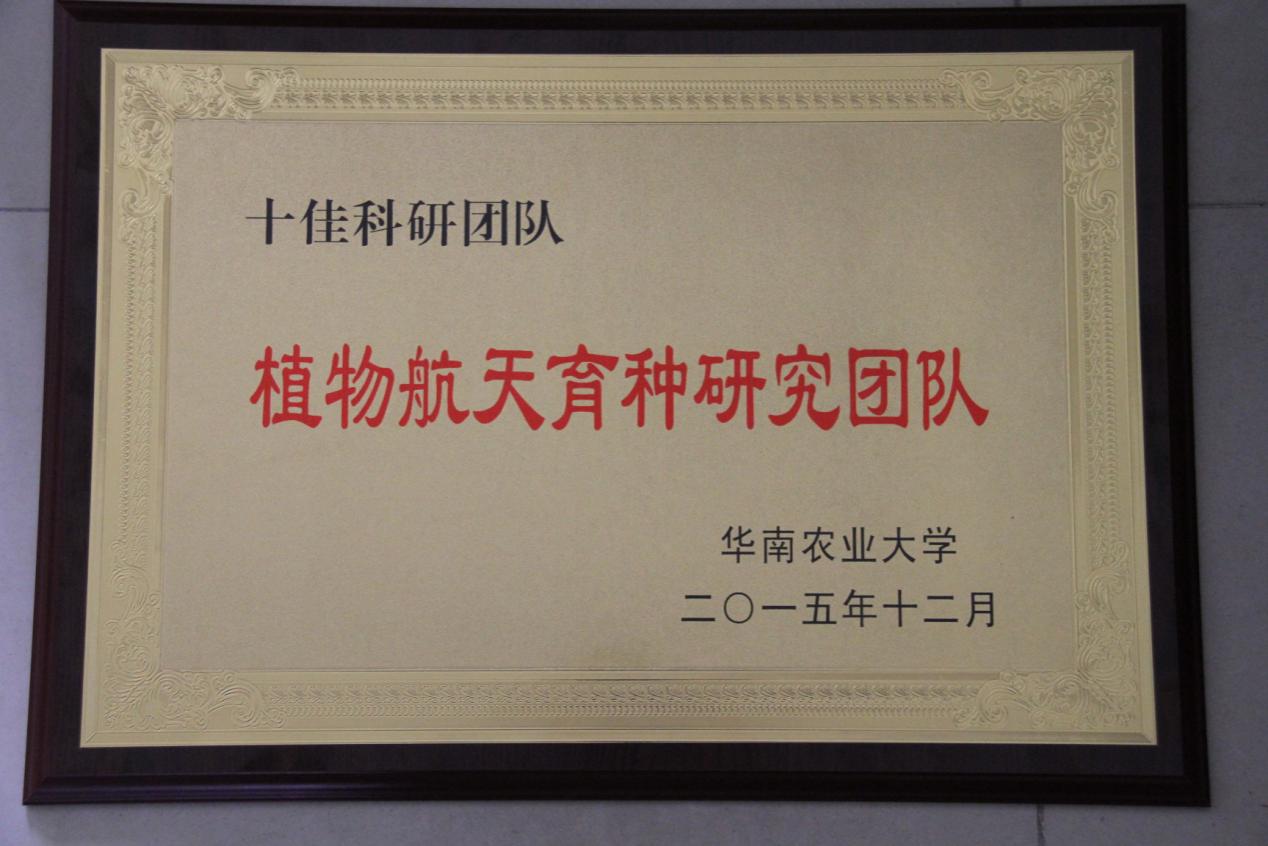 十佳科研团队
植物航天育种研究团队
华南农业大学
二〇一五年十二月